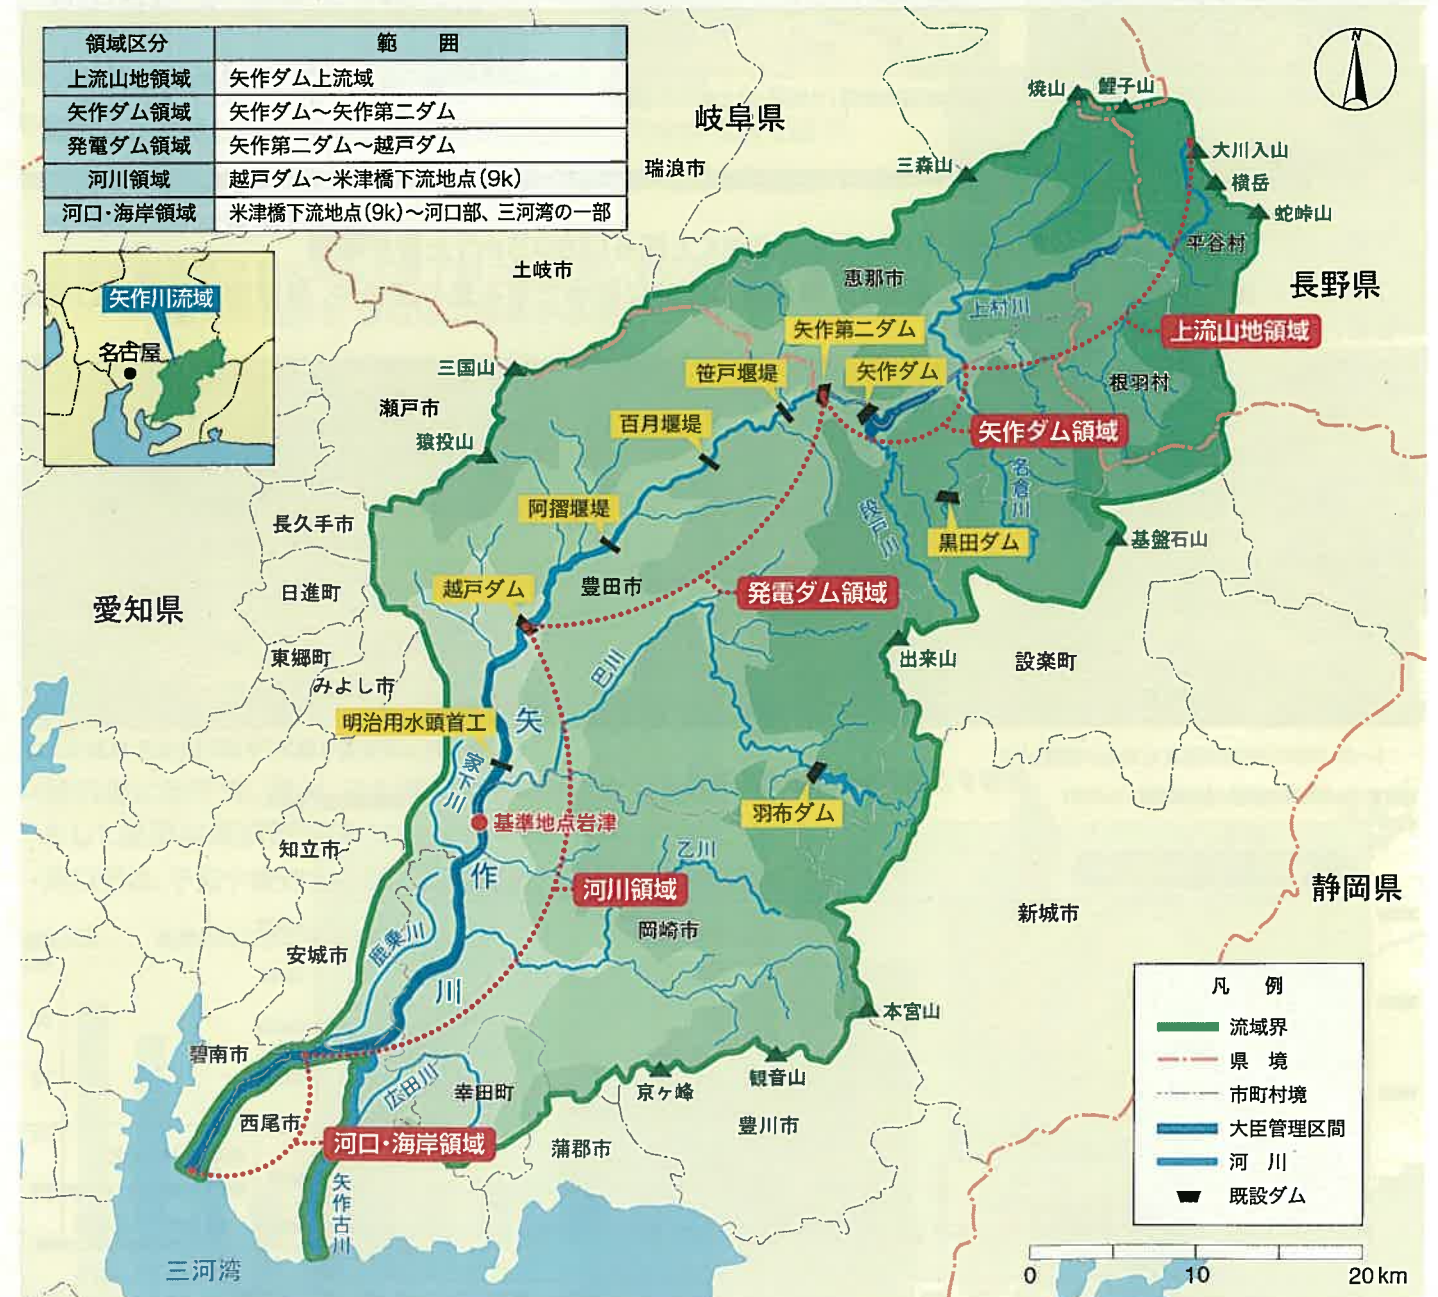 領域区分 範 囲
上流山地領域 矢作ダム上流域
矢作ダム領域 矢作ダム～矢作第二ダム
発電ダム領域 矢作第二ダム～越戸ダム
河川領域 越戸ダム～米津橋下流地点(9k)
河口・海岸領域 米津橋下流地点(9k)～河口部、三河湾の一部
矢作川流域
名古屋
N
岐阜県
瑞浪市
土岐市
恵那市
焼山
鯉子山
三森山
大川入山
横岳
蛇峠山
平谷村
長野県
上村川
上流山地領域
矢作第二ダム
笹戸堰堤
矢作ダム
根羽村
三国山
瀬戸市
猿投山
百月堰堤
矢作ダム領域
名倉川
段戸川
阿摺堰堤
長久手市
黒田ダム
基盤石山
日進町
越戸ダム
豊田市
発電ダム領域
愛知県
東郷町
みよし市
巴川
出来山
設楽町
明治用水頭首工
矢
家下川
羽布ダム
基準地点岩津
知立市
作
乙川
河川領域
静岡県
新城市
岡崎市
安城市
鹿乗川
川
本宮山
碧南市
広田川
幸田町
京ヶ峰
観音山
西尾市
豊川市
河口・海岸領域
蒲郡市
矢作古川
三河湾
凡 例
流域界
県 境
市町村境
大臣管理区間
河 川
既設ダム
0 10 20km